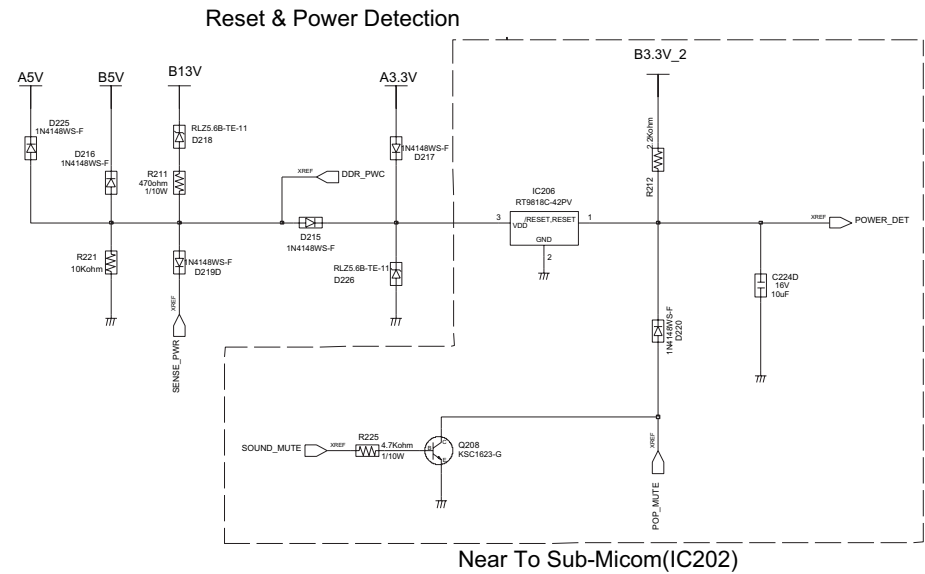 Reset & Power Detection
A5V
B5V
B13V
A3.3V
B3.3V_2
D225
1N4148WS-F
D216
1N4148WS-F
RLZ5.6B-TE-11
D218
R211
470ohm
1/10W
1N4148WS-F
D217
XREF
DDR_PWC
2.2Kohm
R212
IC206
RT9818C-42PV
3
VDD
/RESET,RESET
GND
1
2
XREF
POWER_DET
D215
1N4148WS-F
R221
10Kohm
1N4148WS-F
D219D
RLZ5.6B-TE-11
D226
C224D
16V
10uF
XREF
SENSE_PWR
1N4148WS-F
D220
SOUND_MUTE
XREF
R225
4.7Kohm
1/10W
B
C
E
Q208
KSC1623-G
XREF
POP_MUTE
Near To Sub-Micom(IC202)